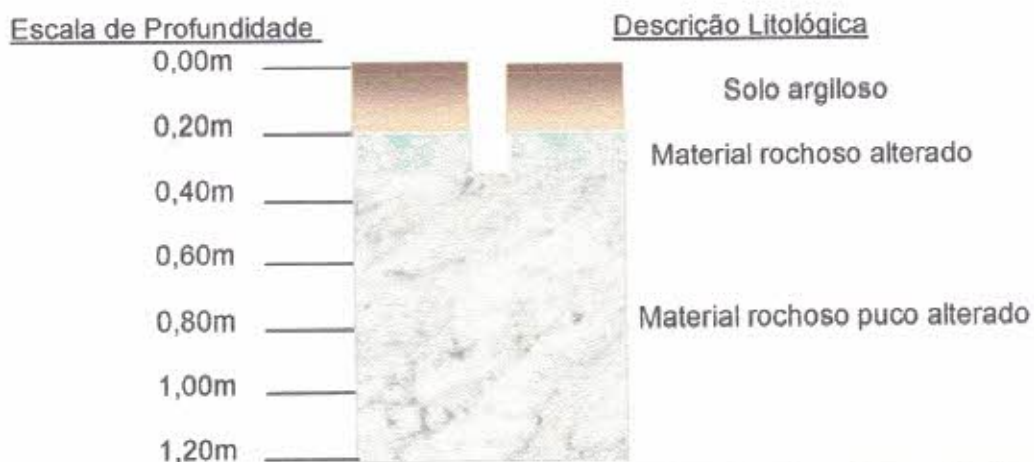 Escala de Profundidade
Descrição Litológica
0,00m
Solo argiloso
0,20m
Material rochoso alterado
0,40m
0,60m
0,80m
Material rochoso puco alterado
1,00m
1,20m